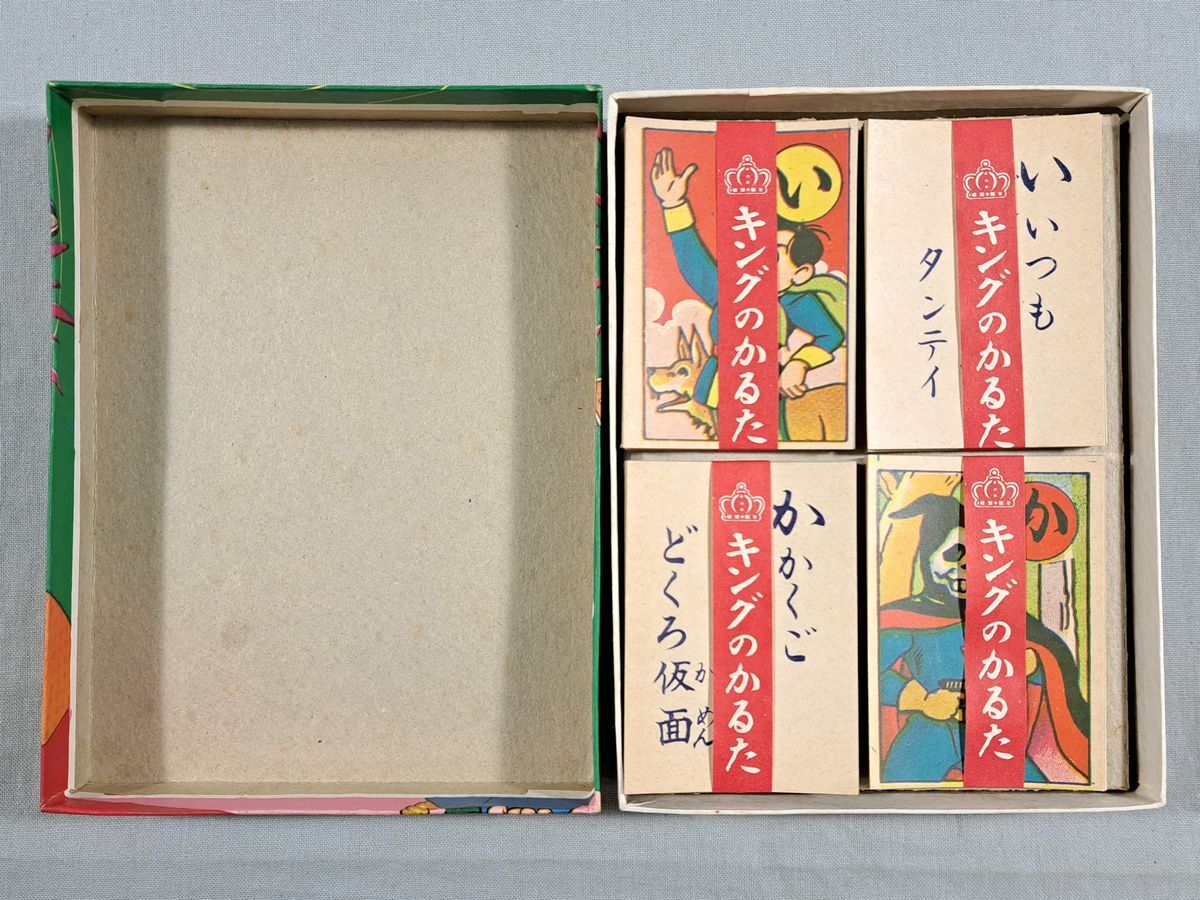 い
キングのかるた
い
いつも
タンテイ
キングのかるた
か
かくご
どくろ仮面
かめん
キングのかるた
か
キングのかるた